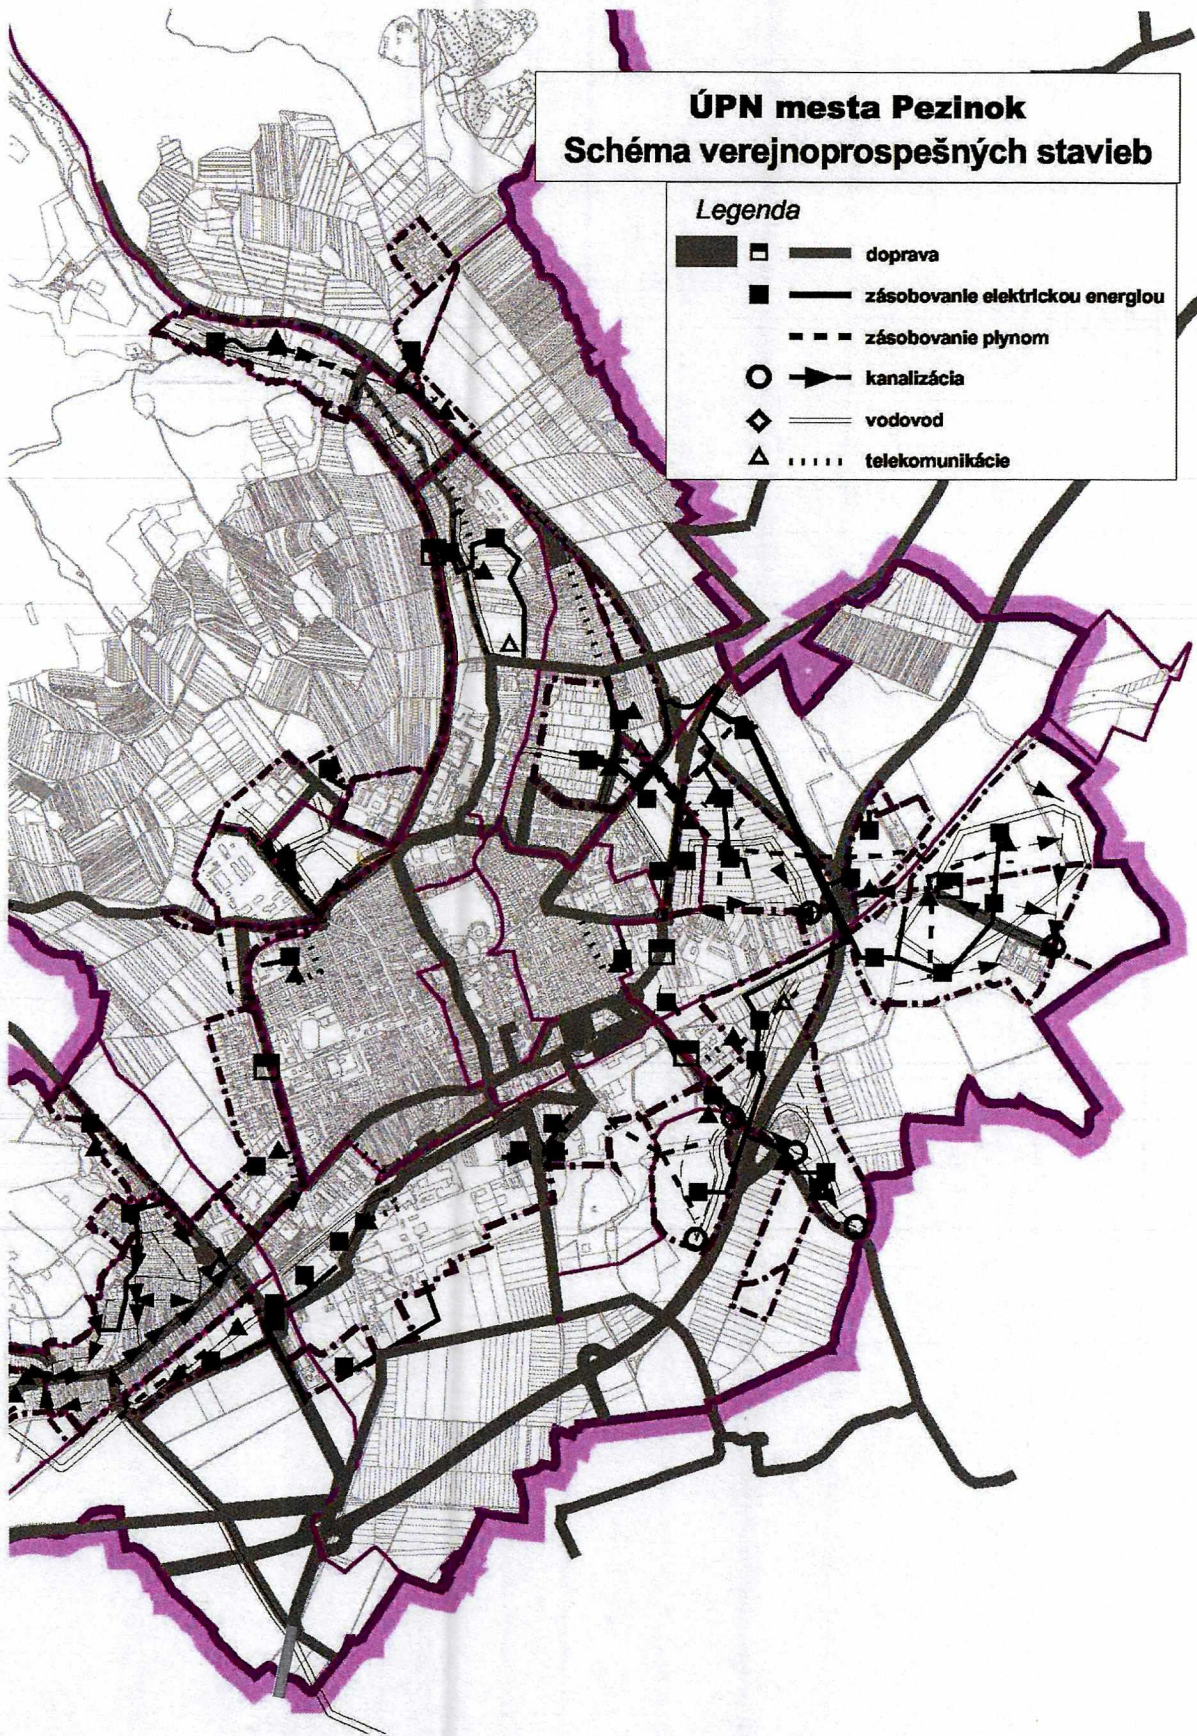 ÚPN mesta Pezinok
Schéma verejnoprospešných stavieb
Legenda
doprava
zásobovanie elektrickou energiou
zásobovanie plynom
kanalizácia
vodovod
telekomunikácie